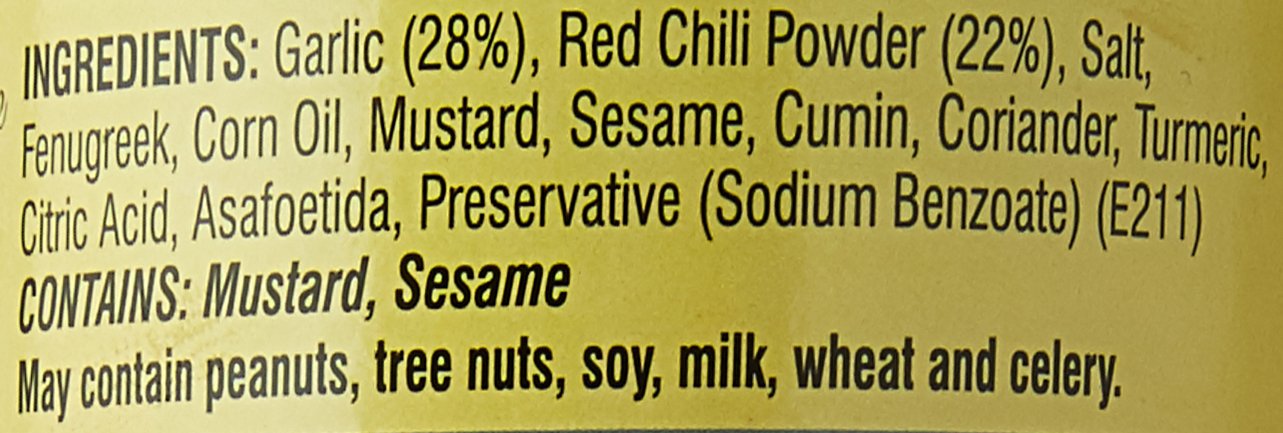 INGREDIENTS: Garlic (28%), Red Chili Powder (22%), Salt,
Fenugreek, Corn Oil, Mustard, Sesame, Cumin, Coriander, Turmeric,
Citric Acid, Asafoetida, Preservative (Sodium Benzoate) (E211)
CONTAINS: Mustard, Sesame
May contain peanuts, tree nuts, soy, milk, wheat and celery.